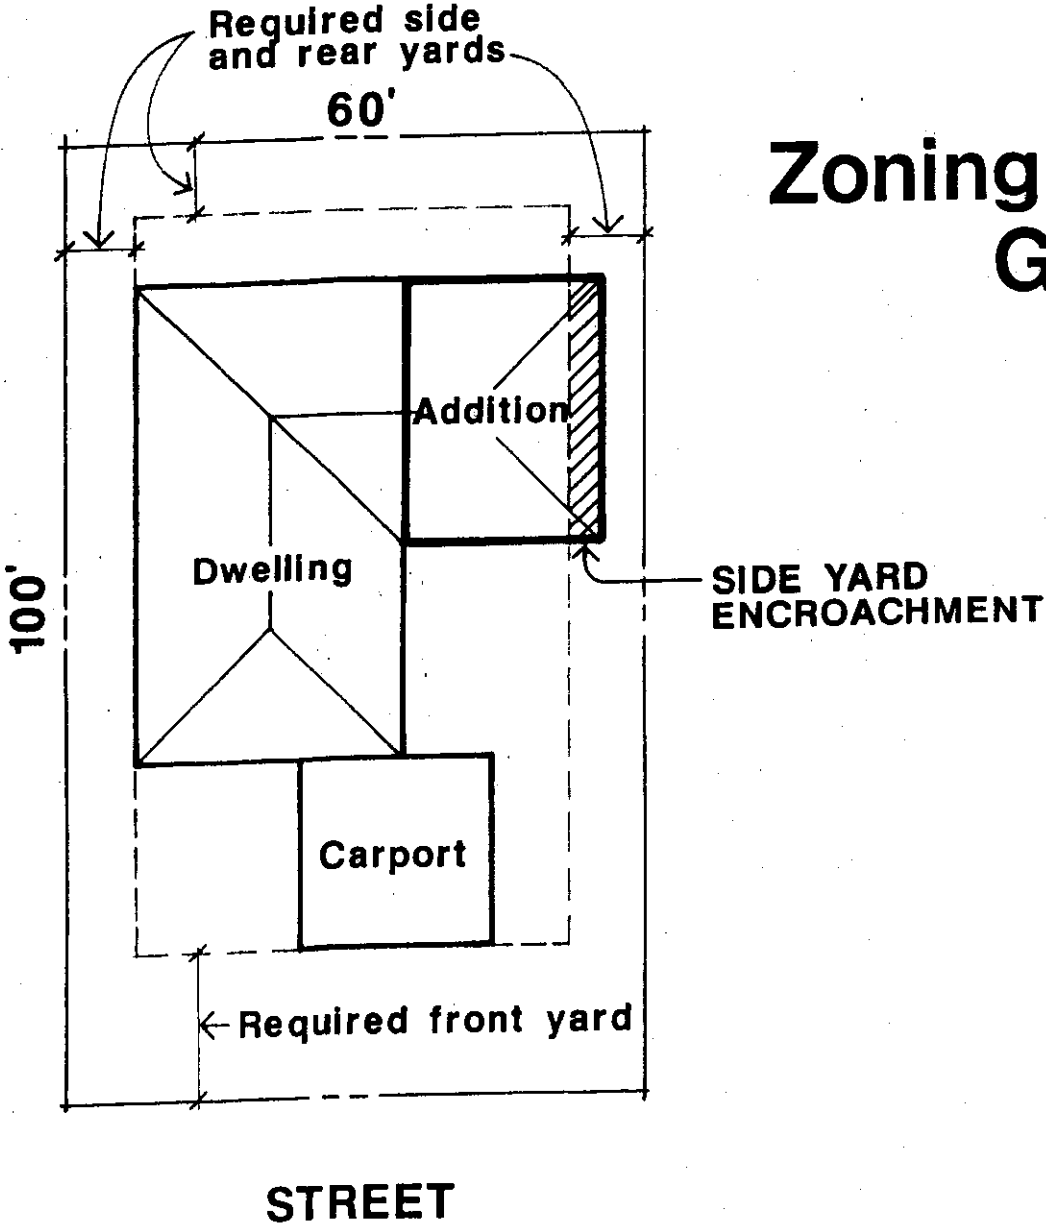 Required side
and rear yards
60'
Zoning
G
Addition
Dwelling
100'
SIDE YARD
ENCROACHMENT
Carport
Required front yard
STREET